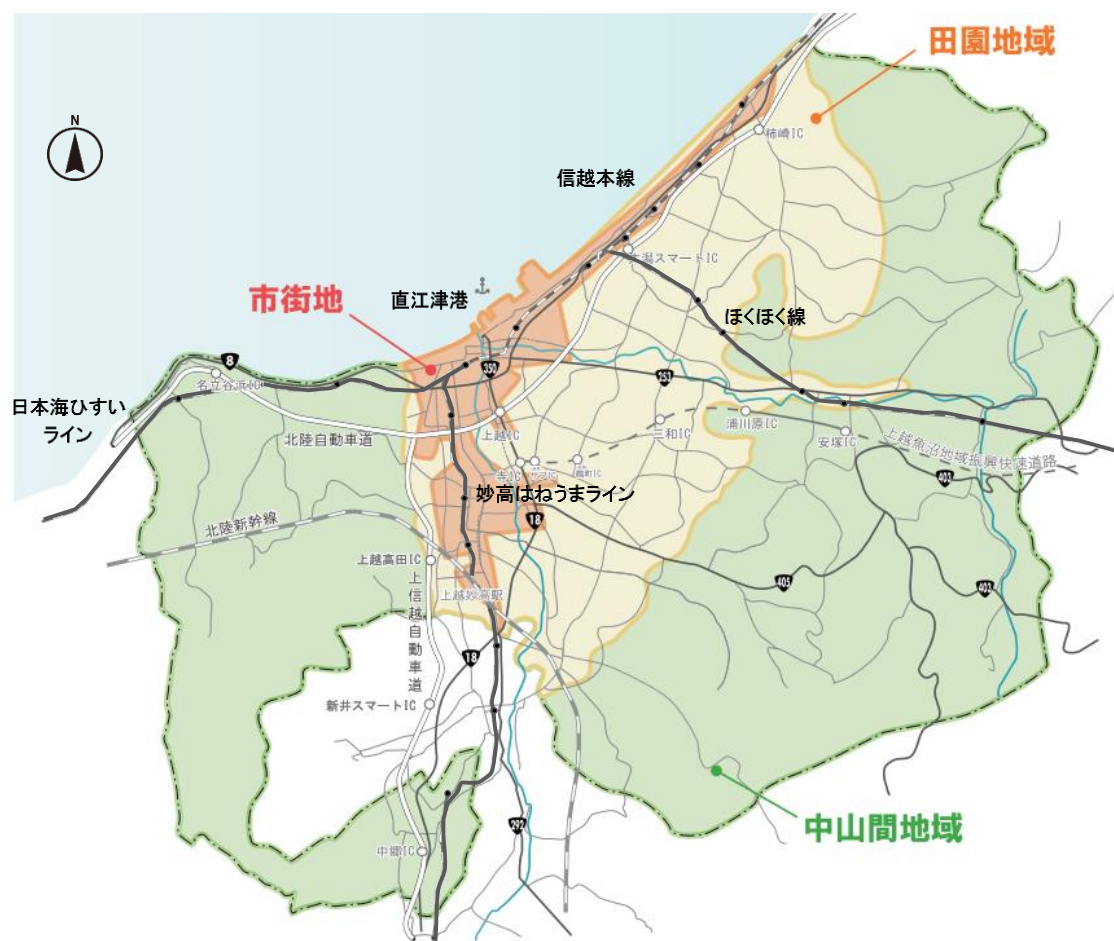 田園地域
N
柿崎IC
信越本線
大潟スマートIC
市街地
直江津港
ほくほく線
8
350
253
名立谷浜IC
日本海ひすい
ライン
北陸自動車道
上越IC
三和IC
浦川原IC
安塚IC
上越魚沼地域振興快速道路
寺IC
403
妙高はねうまライン
18
北陸新幹線
上越高田IC
405
403
上信越自動車道
上越妙高駅
18
新井スマートIC
中山間地域
292
中郷IC